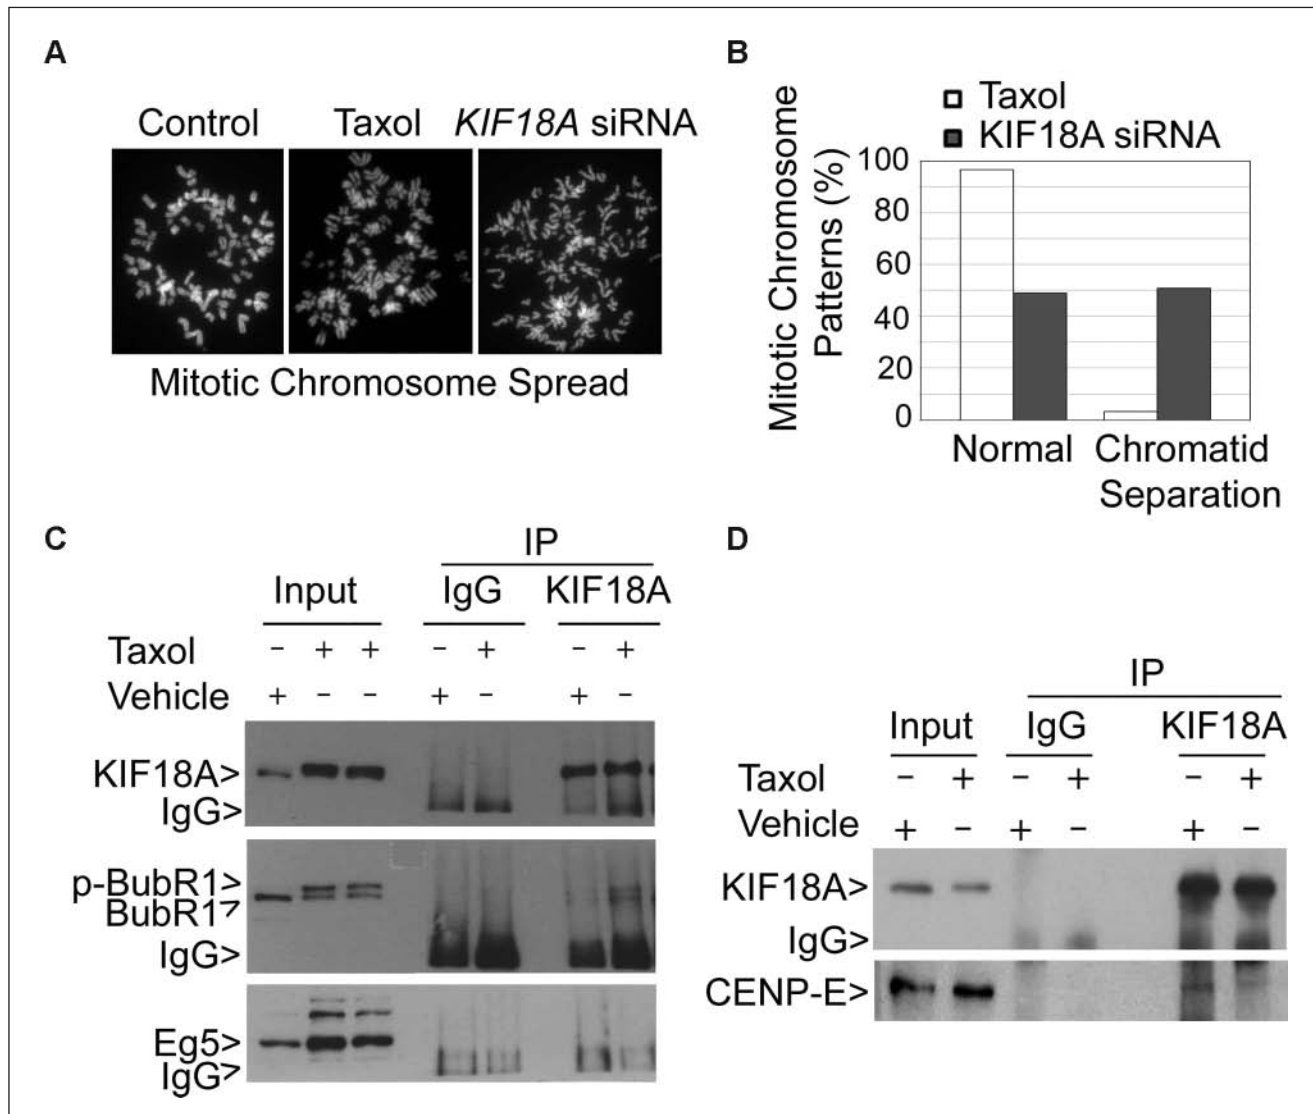 A
Control Taxol KIF18A siRNA
Mitotic Chromosome Spread
B
Taxol
KIF18A siRNA
Mitotic Chromosome
Patterns (%)
100
80
60
40
20
0
Normal Chromatid
Separation
C
IP
Input IgG KIF18A
Taxol - + + - + - +
Vehicle + - - + - + -
KIF18A>
IgG>
p-BubR1>
BubR1>
IgG>
Eg5>
IgG>
D
IP
Input IgG KIF18A
Taxol - + - + - +
Vehicle + - + - + -
KIF18A>
IgG>
CENP-E>